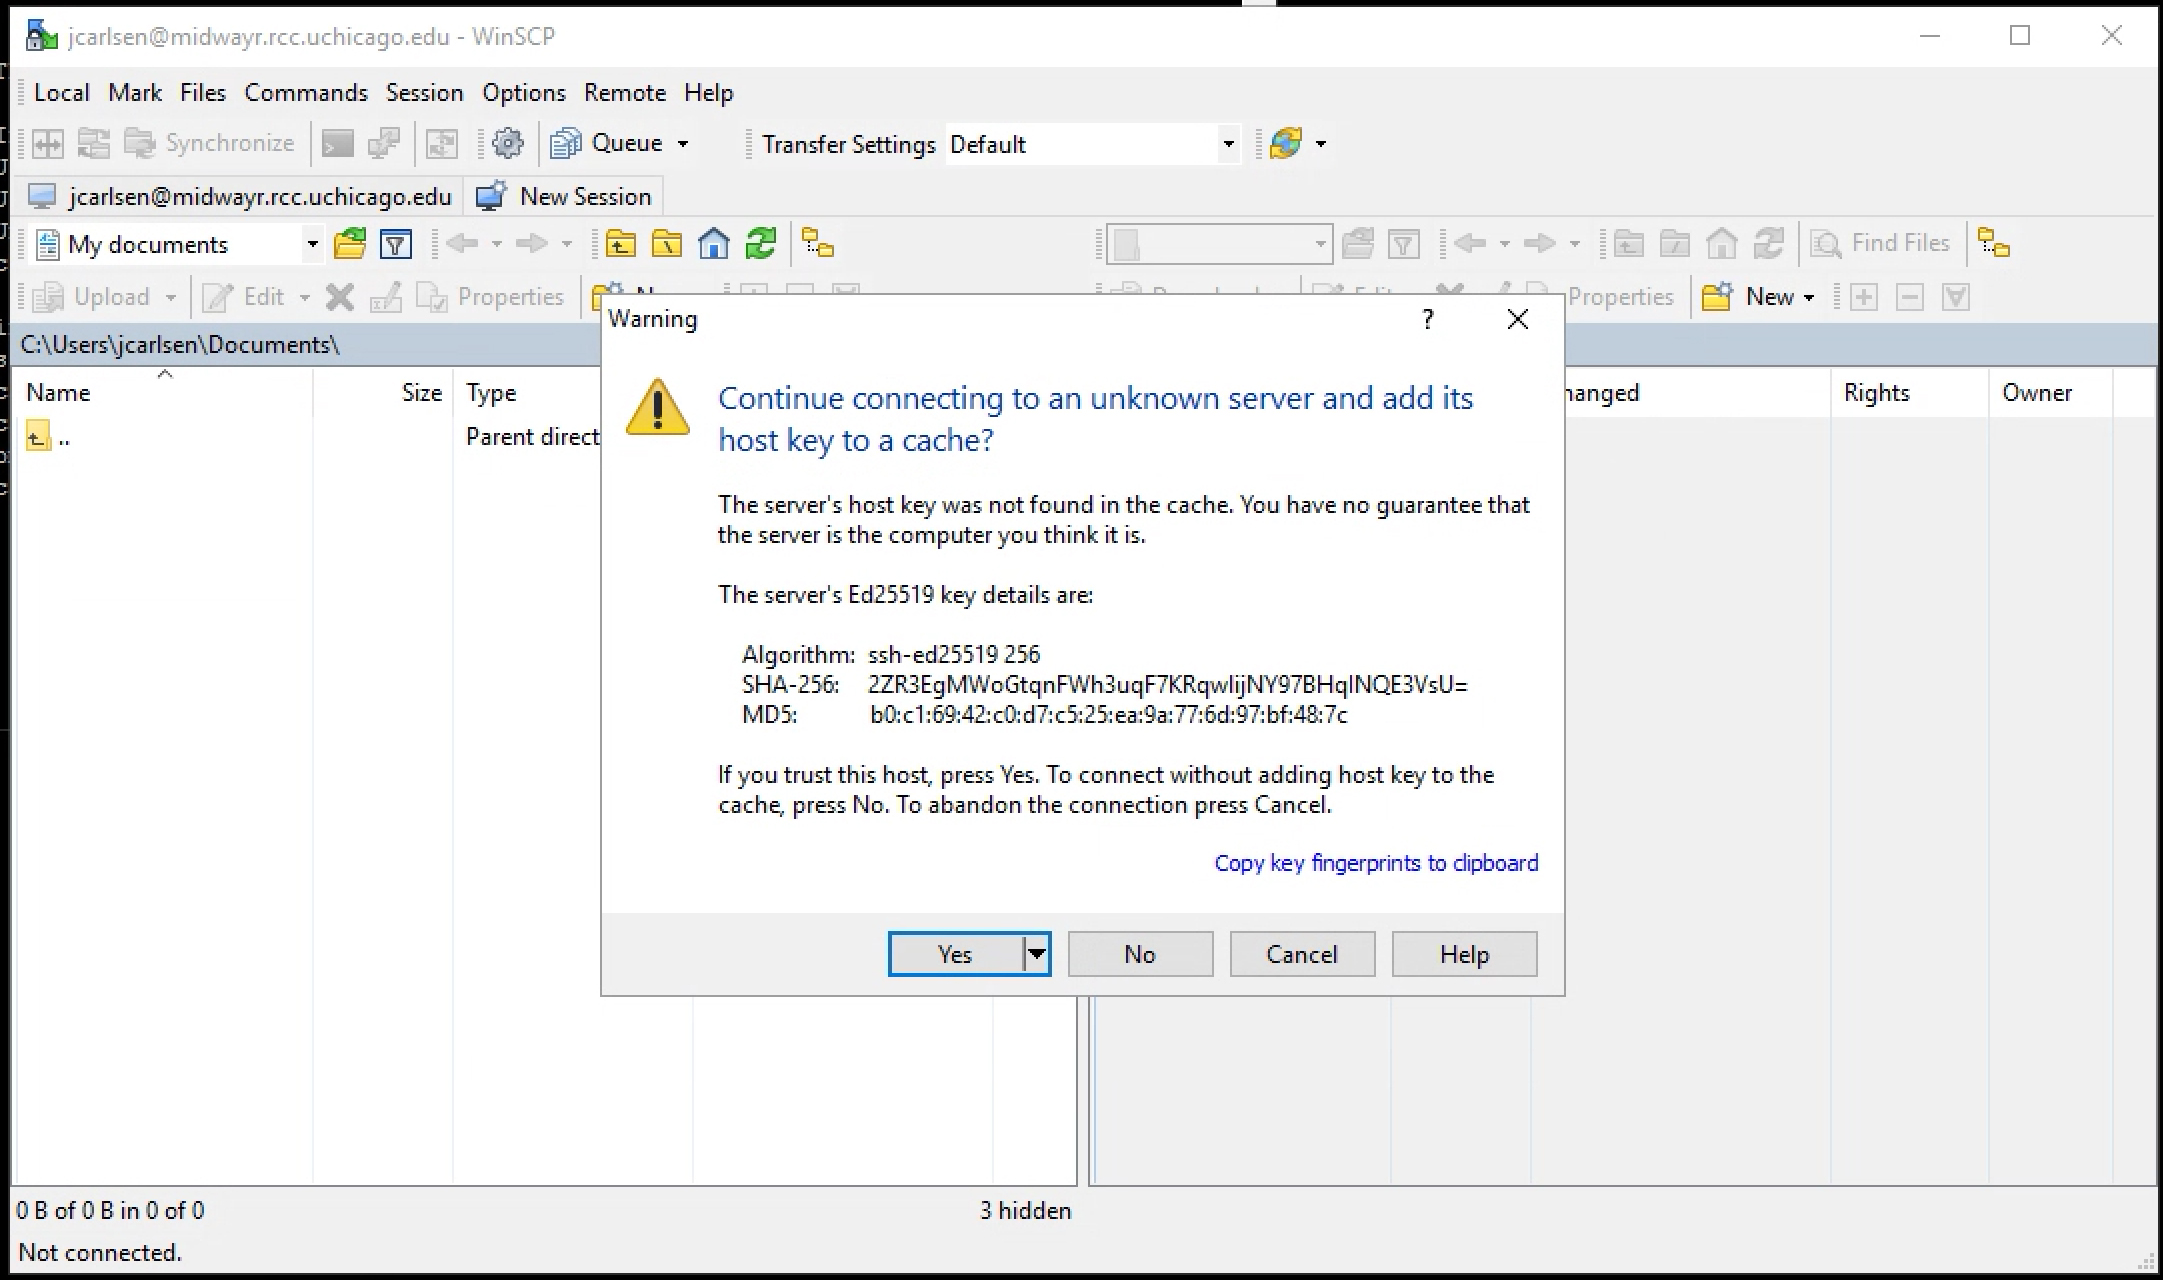 jcarlsen@midwayr.rcc.uchicago.edu - WinSCP
Local Mark Files Commands Session Options Remote Help
Synchronize Queue Transfer Settings Default
jcarlsen@midwayr.rcc.uchicago.edu New Session
My documents Find Files
Upload Edit Properties Properties New
C:\Users\jcarlsen\Documents\
Name Size Type Rights Owner
..
Parent direct
Warning
Continue connecting to an unknown server and add its
host key to a cache?
The server's host key was not found in the cache. You have no guarantee that
the server is the computer you think it is.
The server's Ed25519 key details are:
Algorithm: ssh-ed25519 256
SHA-256: 2ZR3EgMWoGtqnFWh3uqF7KRqwlijNY97BHqlNQE3VsU=
MD5: b0:c1:69:42:c0:d7:c5:25:ea:9a:77:6d:97:bf:48:7c
If you trust this host, press Yes. To connect without adding host key to the
cache, press No. To abandon the connection press Cancel.
Copy key fingerprints to clipboard
Yes No Cancel Help
0 B of 0 B in 0 of 0 3 hidden
Not connected.